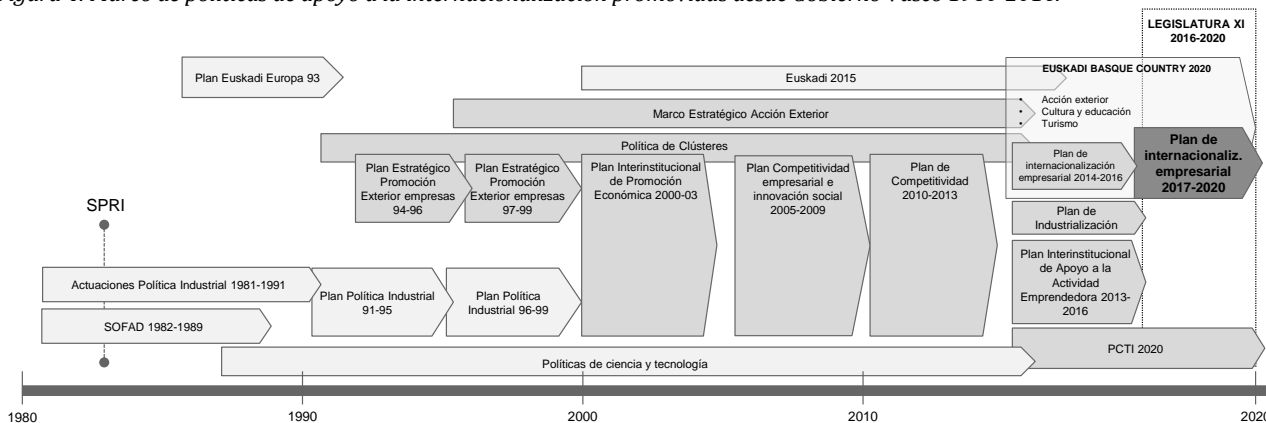 LEGISLATURA XI
2016-2020
Plan Euskadi Europa 93
Euskadi 2015
EUSKADI BASQUE COUNTRY 2020
• Acción exterior
• Cultura y educación
• Turismo
Marco Estratégico Acción Exterior
Política de Clústeres
Plan Estratégico
Promoción
Exterior empresas
94-96
Plan Estratégico
Promoción
Exterior empresas
97-99
Plan Interinstitucional
de Promoción
Económica 2000-03
Plan Competitividad
empresarial e
innovación social
2005-2009
Plan de
Competitividad
2010-2013
Plan de
internacionalización
empresarial 2014-2016
Plan de
internacionaliz.
empresarial
2017-2020
SPRI
Plan de
Industrialización
Actuaciones Política Industrial 1981-1991
Plan Política Industrial
91-95
Plan Política
Industrial 96-99
Plan Interinstitucional
de Apoyo a la
Actividad
Emprendedora 2013-
2016
SOFAD 1982-1989
Políticas de ciencia y tecnología
PCTI 2020
1980
1990
2000
2010
2020